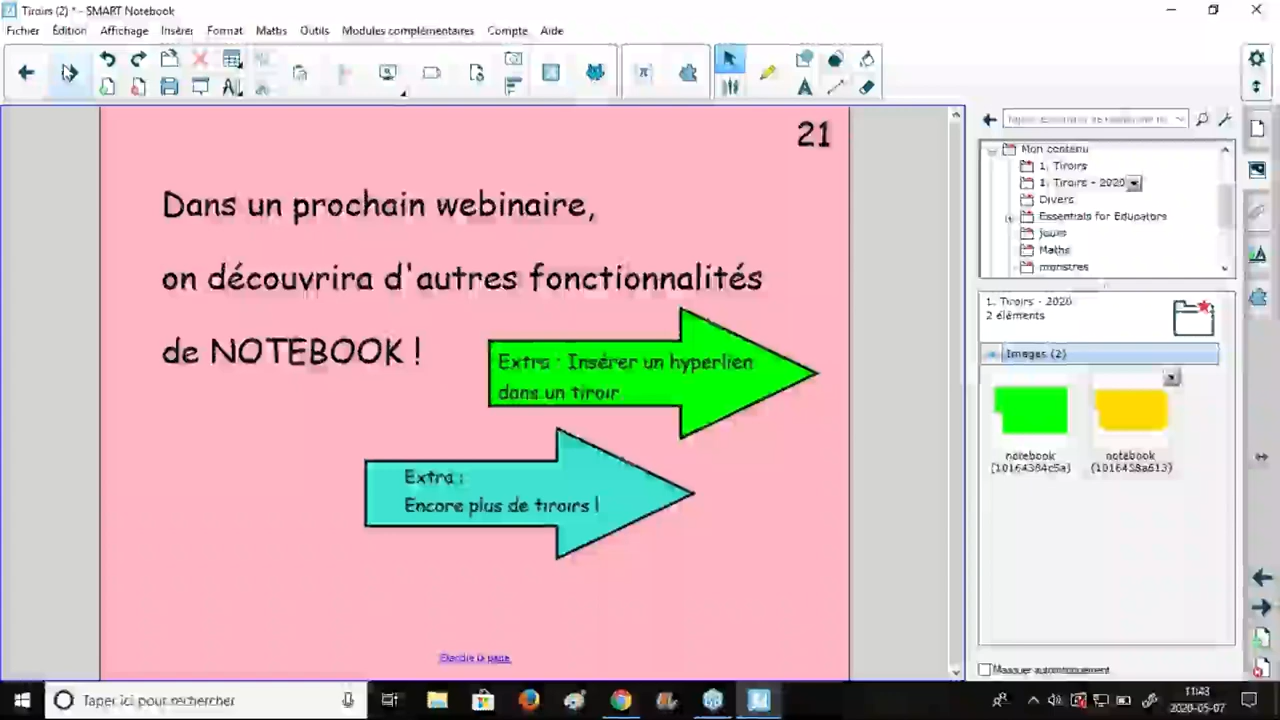 Tiroirs (2) * - SMART Notebook
Fichier Édition Affichage Insérer Format Maths Outils Modules complémentaires Compte Aide
21
Dans un prochain webinaire,
on découvrira d'autres fonctionnalités
de NOTEBOOK !
Extra : Insérer un hyperlien
dans un tiroir
Extra :
Encore plus de tiroirs !
Étendre la page
Mon contenu
1. Tiroirs
1. Tiroirs - 2020
Divers
Essentials for Educators
jouer
Maths
monstres
1. Tiroirs - 2020
2 éléments
Images (2)
notebook
notebook
Masquer automatiquement
Taper ici pour rechercher
11:43
2020-05-07